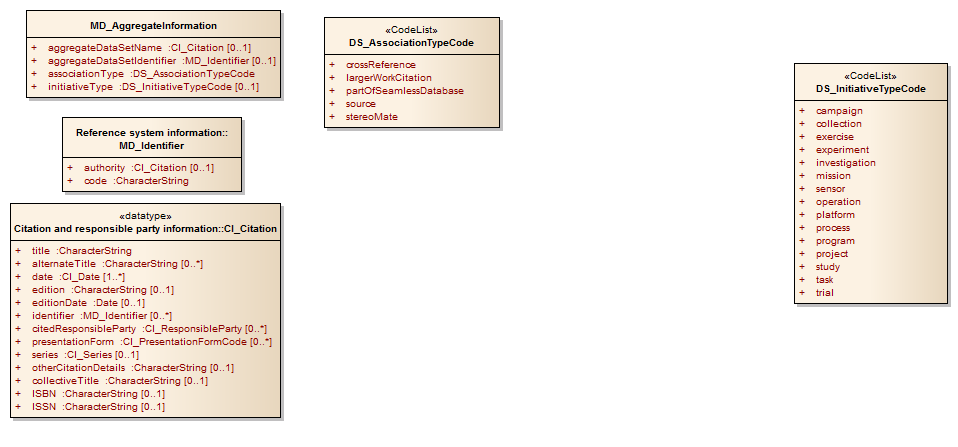 MD_AggregateInformation
+ aggregateDataSetName :CI_Citation [0..1]
+ aggregateDataSetIdentifier :MD_Identifier [0..1]
+ associationType :DS_AssociationTypeCode
+ initiativeType :DS_InitiativeTypeCode [0..1]
Reference system information::
MD_Identifier
+ authority :CI_Citation [0..1]
+ code :CharacterString
«datatype»
Citation and responsible party information::CI_Citation
+ title :CharacterString
+ alternateTitle :CharacterString [0..*]
+ date :CI_Date [1..*]
+ edition :CharacterString [0..1]
+ editionDate :Date [0..1]
+ identifier :MD_Identifier [0..*]
+ citedResponsibleParty :CI_ResponsibleParty [0..*]
+ presentationForm :CI_PresentationFormCode [0..*]
+ series :CI_Series [0..1]
+ otherCitationDetails :CharacterString [0..1]
+ collectiveTitle :CharacterString [0..1]
+ ISBN :CharacterString [0..1]
+ ISSN :CharacterString [0..1]
«CodeList»
DS_AssociationTypeCode
+ crossReference
+ largerWorkCitation
+ partOfSeamlessDatabase
+ source
+ stereoMate
«CodeList»
DS_InitiativeTypeCode
+ campaign
+ collection
+ exercise
+ experiment
+ investigation
+ mission
+ sensor
+ operation
+ platform
+ process
+ program
+ project
+ study
+ task
+ trial